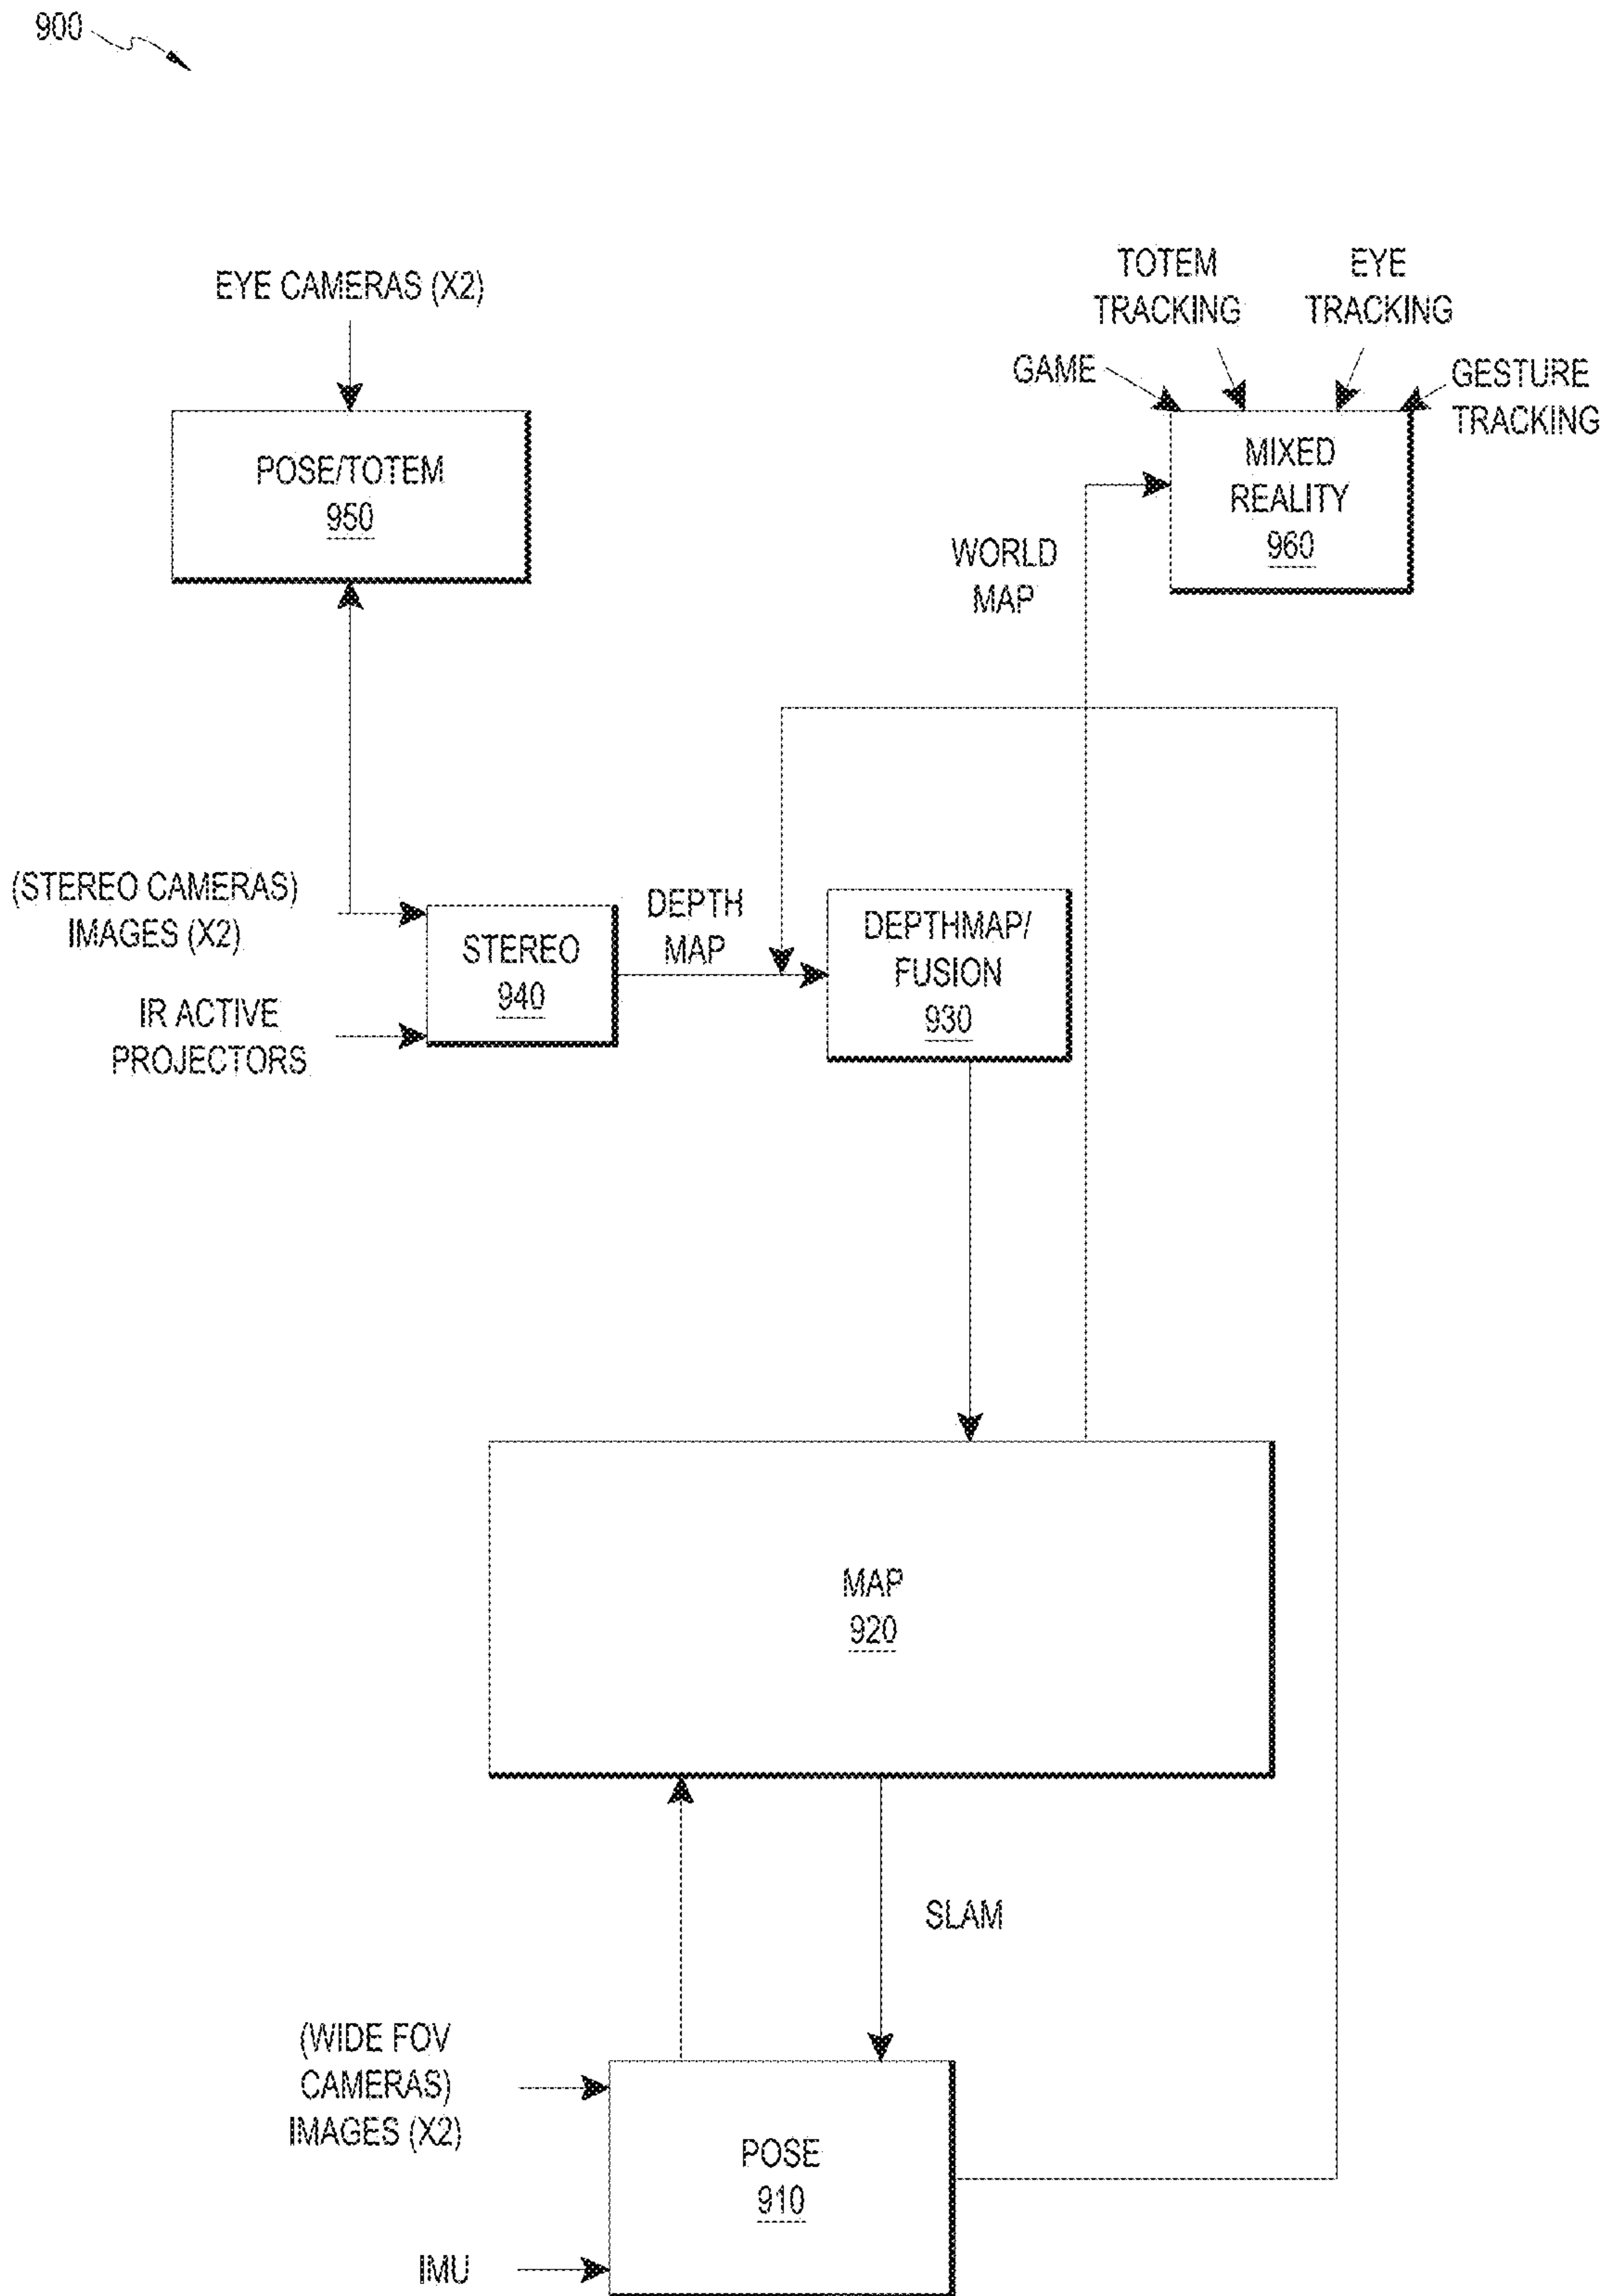 900
EYE CAMERAS (X2)
POSE/TOTEM
950
TOTEM
TRACKING
EYE
TRACKING
GAME
GESTURE
TRACKING
MIXED
REALITY
960
WORLD
MAP
(STEREO CAMERAS)
IMAGES (X2)
IR ACTIVE
PROJECTORS
STEREO
940
DEPTH
MAP
DEPTHMAP/
FUSION
930
MAP
920
SLAM
(WIDE FOV
CAMERAS)
IMAGES (X2)
IMU
POSE
910